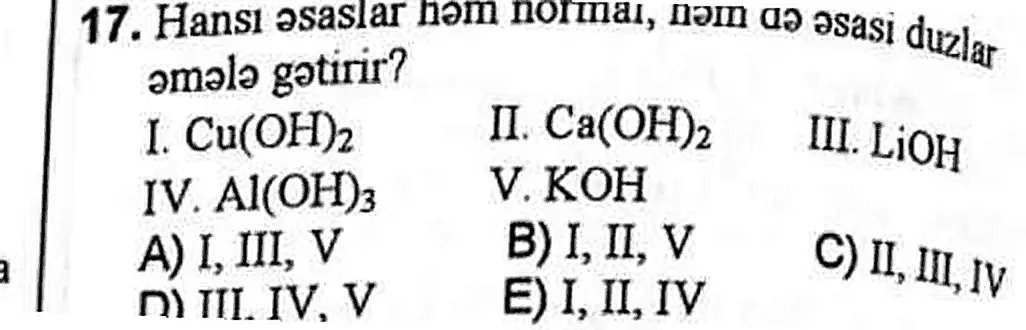 17. Hansı əsaslar həm normal, həm də əsasi duzlar
əmələ gətirir?
I. Cu(OH)₂ II. Ca(OH)₂ III. LiOH
IV. Al(OH)₃ V. KOH
A) I, III, V B) I, II, V C) II, III, IV
D) III, IV, V E) I, II, IV